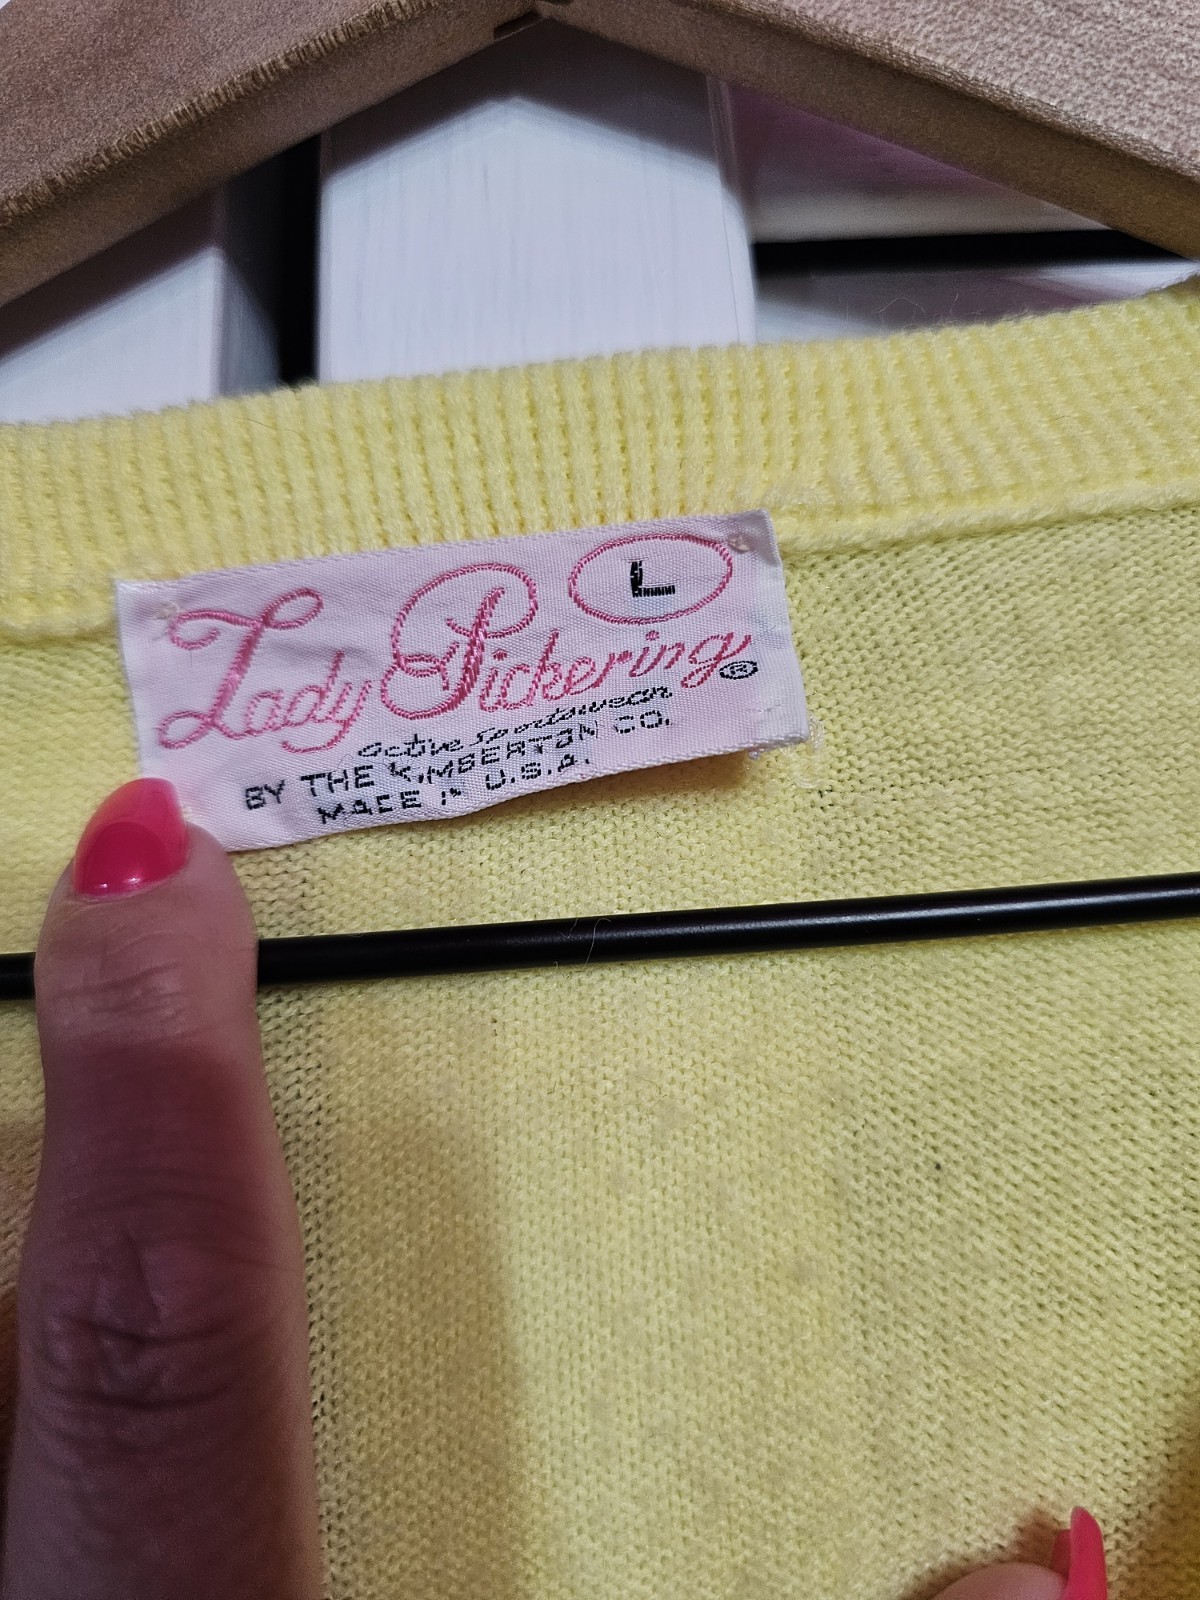 L
Lady Pickering®
active sportswear
BY THE KIMBERTON CO.
MADE IN U.S.A.